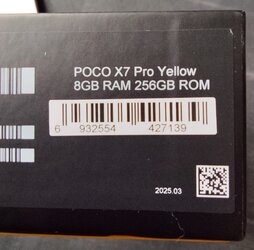 POCO X7 Pro Yellow
8GB RAM 256GB ROM
6 932554 427139
2025.03